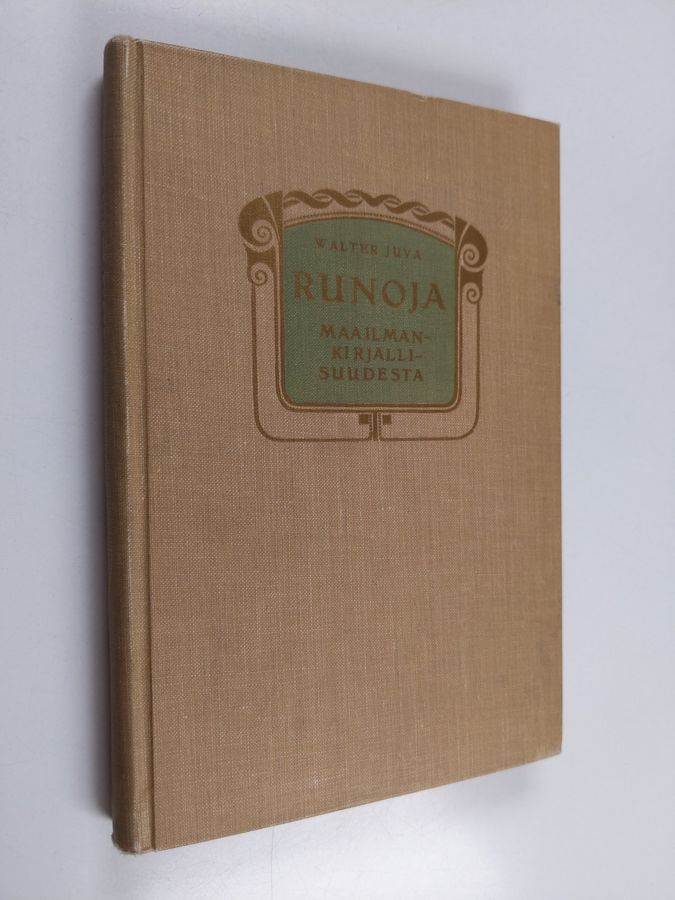 WALTER JUVA
RUNOJA
MAAILMAN-
KIRJALLI-
SUUDESTA